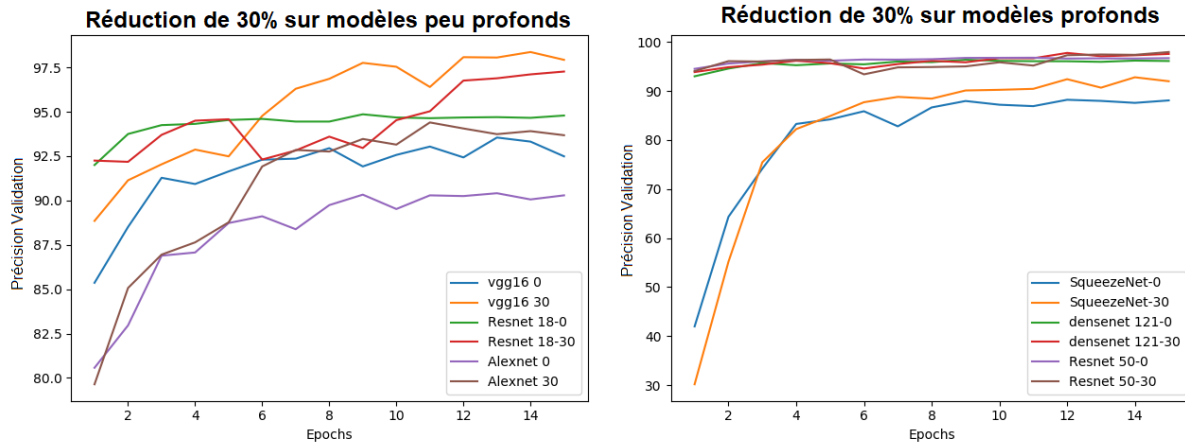 Réduction de 30% sur modèles peu profonds
Précision Validation
97.5
95.0
92.5
90.0
87.5
85.0
82.5
80.0
2 4 6 8 10 12 14
Epochs
vgg16 0
vgg16 30
Resnet 18-0
Resnet 18-30
Alexnet 0
Alexnet 30
Réduction de 30% sur modèles profonds
Précision Validation
100
90
80
70
60
50
40
30
2 4 6 8 10 12 14
Epochs
SqueezeNet-0
SqueezeNet-30
densenet 121-0
densenet 121-30
Resnet 50-0
Resnet 50-30